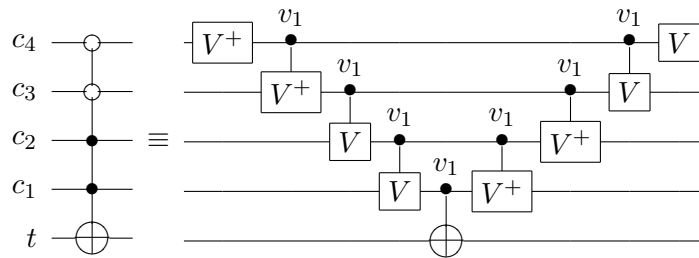 c₄ V⁺ v₁ v₁ V
c₃ V⁺ v₁ v₁ V
c₂ ≡ V v₁ v₁ V⁺
c₁ V v₁ V⁺
t